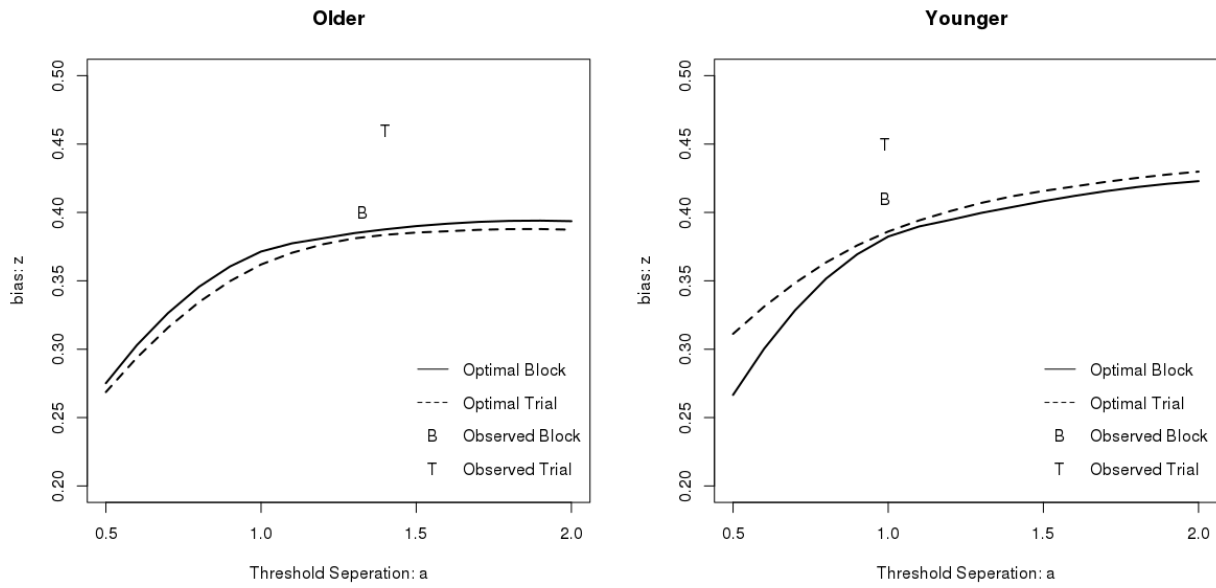 Older
bias: z
0.50
0.45
0.40
0.35
0.30
0.25
0.20
T
B
Optimal Block
Optimal Trial
B Observed Block
T Observed Trial
0.5 1.0 1.5 2.0
Threshold Seperation: a
Younger
bias: z
0.50
0.45
0.40
0.35
0.30
0.25
0.20
T
B
Optimal Block
Optimal Trial
B Observed Block
T Observed Trial
0.5 1.0 1.5 2.0
Threshold Seperation: a